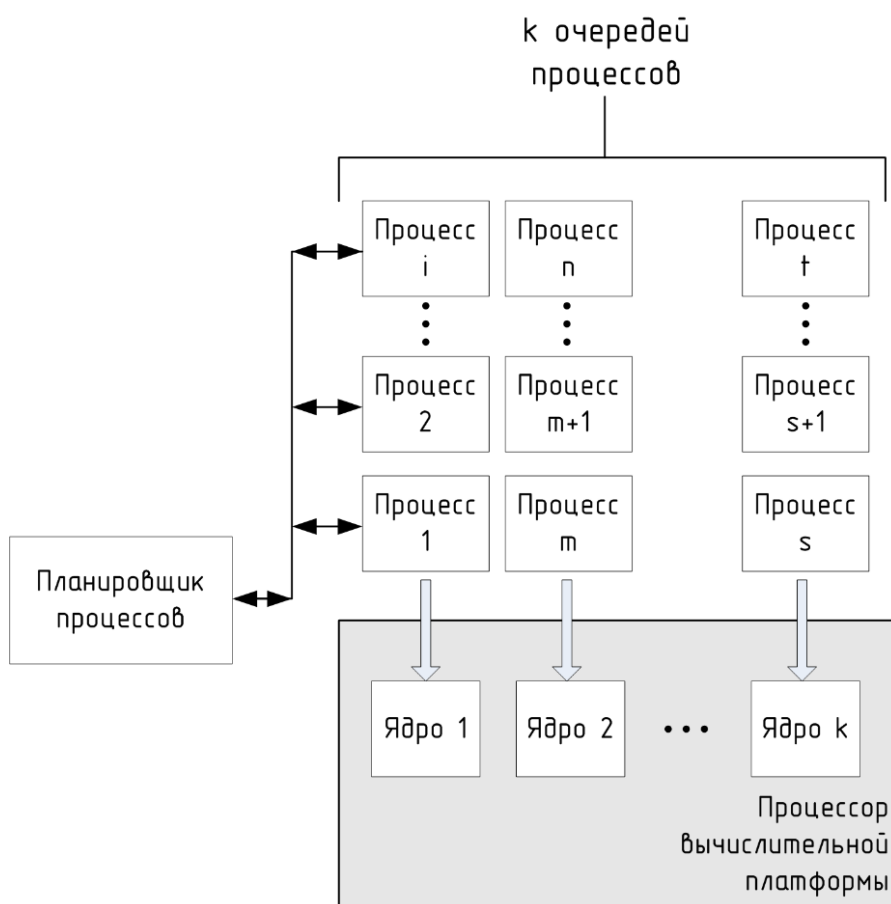 k очередей
процессов
Процесс
i
Процесс
n
Процесс
t
Процесс
2
Процесс
m+1
Процесс
s+1
Процесс
1
Процесс
m
Процесс
s
Планировщик
процессов
Ядро 1
Ядро 2
Ядро k
Процессор
вычислительной
платформы